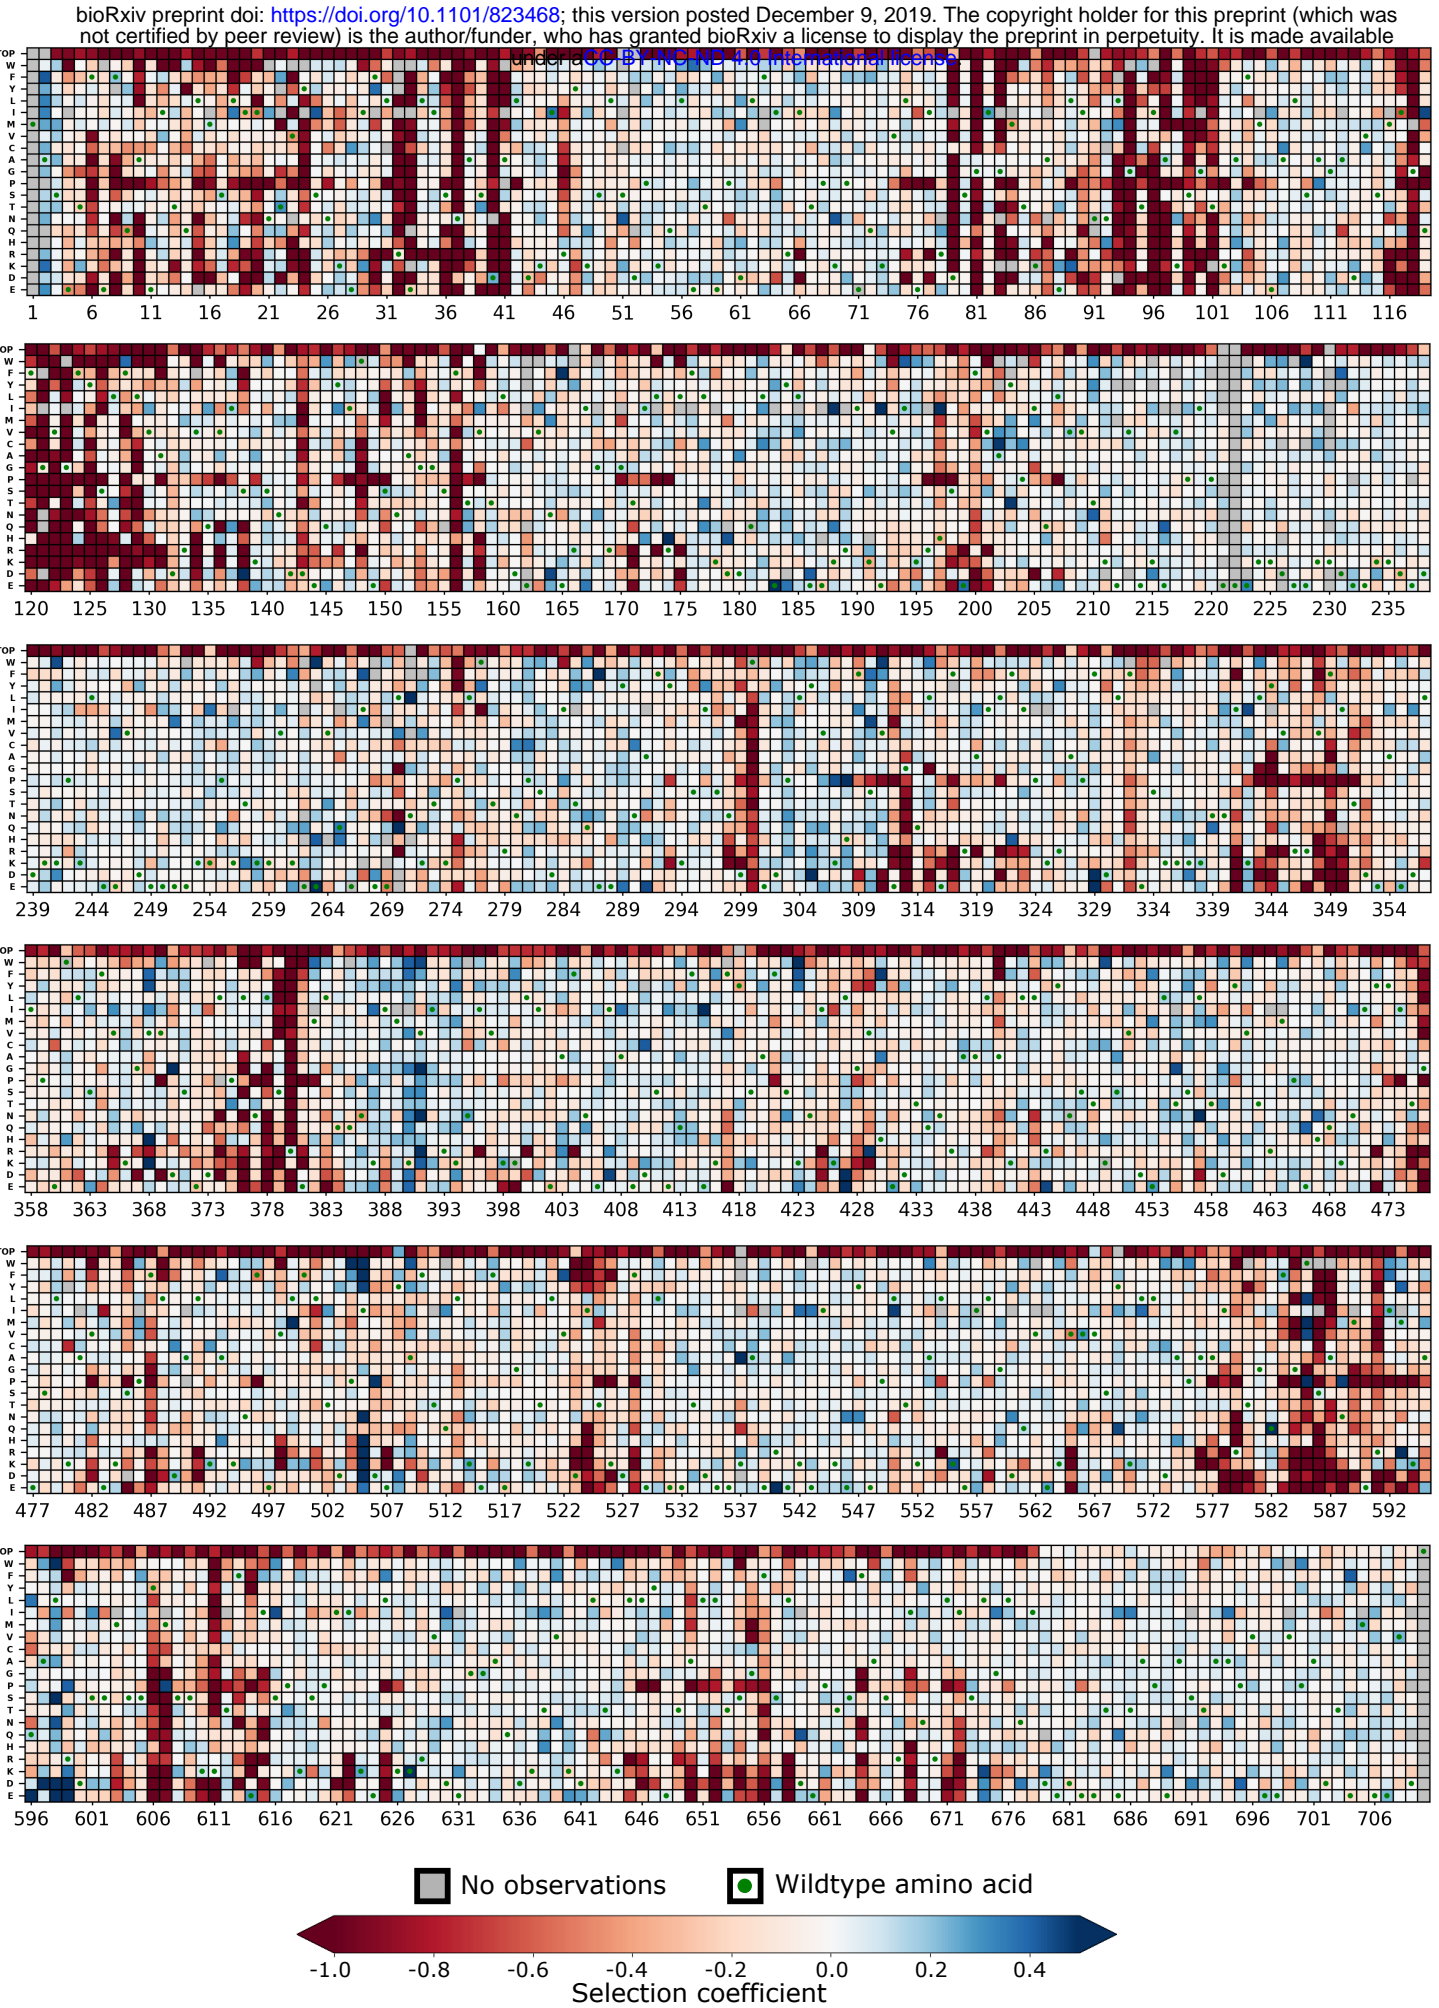 bioRxiv preprint doi: https://doi.org/10.1101/823468; this version posted December 9, 2019. The copyright holder for this preprint (which was
not certified by peer review) is the author/funder, who has granted bioRxiv a license to display the preprint in perpetuity. It is made available
under aCC-BY-NC-ND 4.0 International license.
TOP
W
F
Y
L
I
M
V
C
A
G
P
S
T
N
Q
H
R
K
D
E
1 6 11 16 21 26 31 36 41 46 51 56 61 66 71 76 81 86 91 96 101 106 111 116
OP
W
F
Y
L
I
M
V
C
A
G
P
S
T
N
Q
H
R
K
D
E
120 125 130 135 140 145 150 155 160 165 170 175 180 185 190 195 200 205 210 215 220 225 230 235
TOP
W
F
Y
L
I
M
V
C
A
G
P
S
T
N
Q
H
R
K
D
E
239 244 249 254 259 264 269 274 279 284 289 294 299 304 309 314 319 324 329 334 339 344 349 354
OP
W
F
Y
L
I
M
V
C
A
G
P
S
T
N
Q
H
R
K
D
E
358 363 368 373 378 383 388 393 398 403 408 413 418 423 428 433 438 443 448 453 458 463 468 473
TOP
W
F
Y
L
I
M
V
C
A
G
P
S
T
N
Q
H
R
K
D
E
477 482 487 492 497 502 507 512 517 522 527 532 537 542 547 552 557 562 567 572 577 582 587 592
OP
W
F
Y
L
I
M
V
C
A
G
P
S
T
N
Q
H
R
K
D
E
596 601 606 611 616 621 626 631 636 641 646 651 656 661 666 671 676 681 686 691 696 701 706
No observations Wildtype amino acid
-1.0 -0.8 -0.6 -0.4 -0.2 0.0 0.2 0.4
Selection coefficient